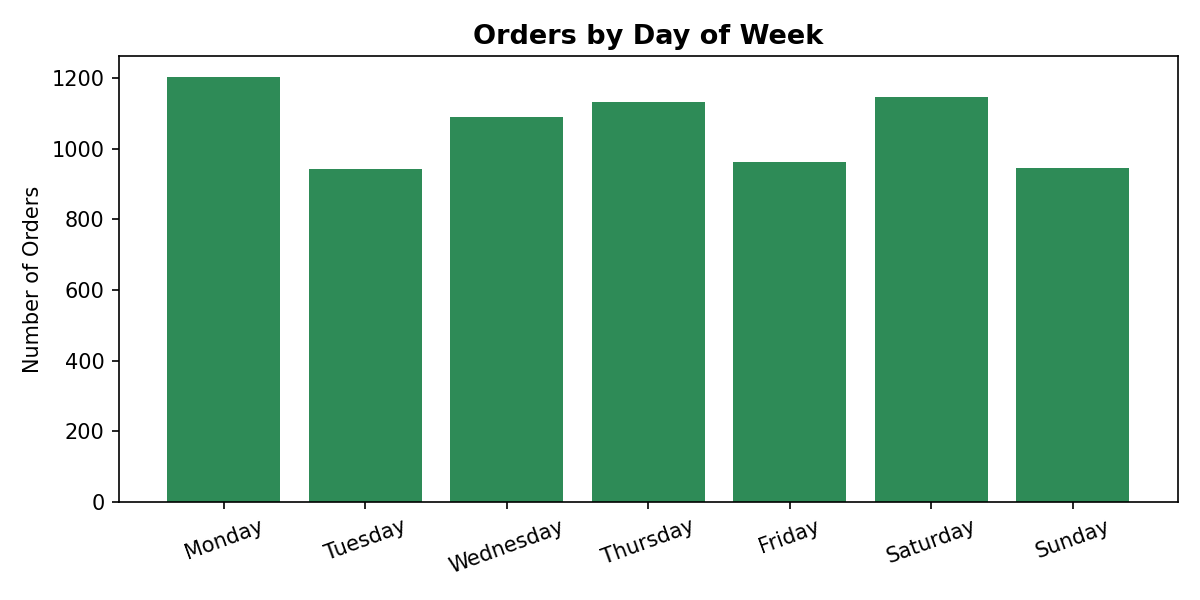 Orders by Day of Week
Number of Orders
1200
1000
800
600
400
200
0
Monday
Tuesday
Wednesday
Thursday
Friday
Saturday
Sunday